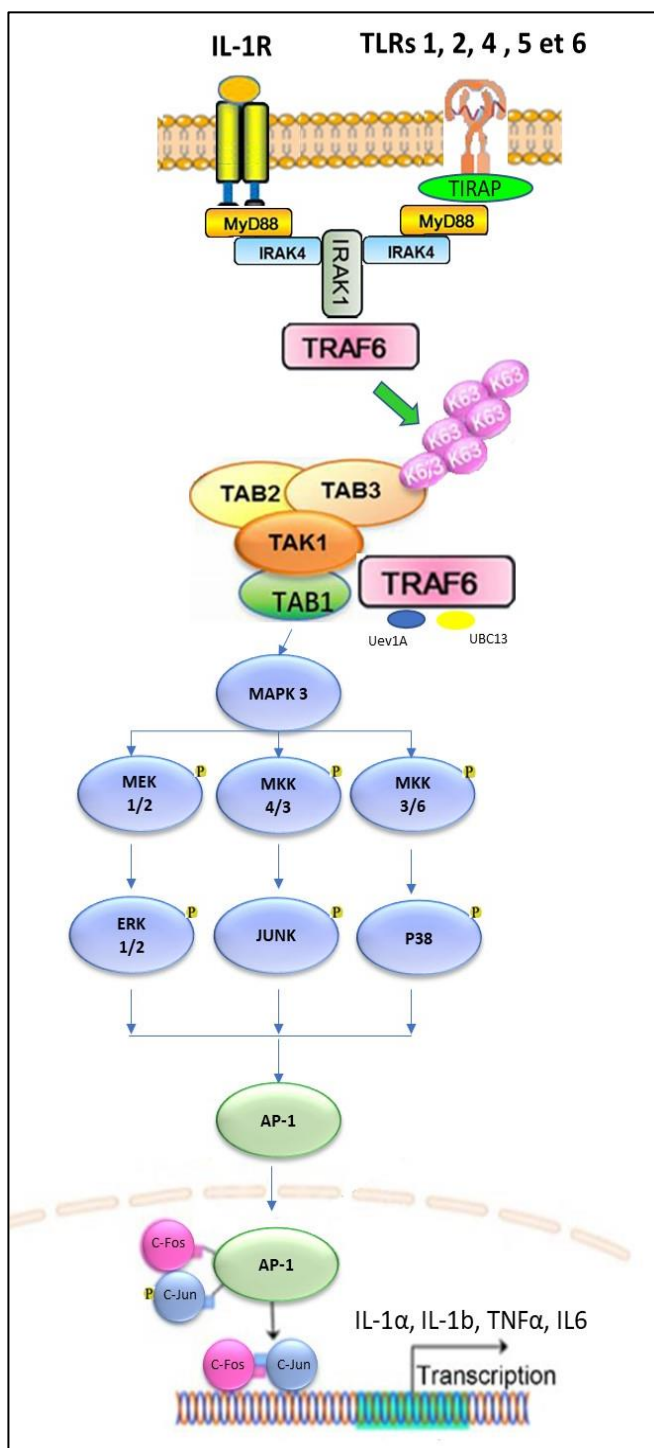 IL-1R
TLRs 1, 2, 4 , 5 et 6
TIRAP
MyD88
MyD88
IRAK4
IRAK1
IRAK4
TRAF6
K63
K63
K63
K63
K63
K63
K6/3
K63
TAB2
TAB3
TAK1
TAB1
TRAF6
Uev1A
UBC13
MAPK 3
MEK
1/2
P
MKK
4/3
P
MKK
3/6
P
ERK
1/2
P
JUNK
P
P38
P
AP-1
C-Fos
AP-1
P
C-Jun
IL-1α, IL-1b, TNFα, IL6
C-Fos
C-Jun
Transcription